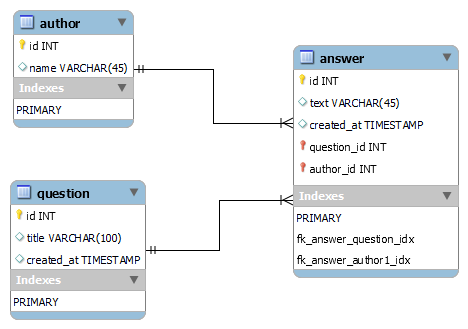 author
id INT
name VARCHAR(45)
Indexes
PRIMARY
answer
id INT
text VARCHAR(45)
created_at TIMESTAMP
question_id INT
author_id INT
Indexes
PRIMARY
fk_answer_question_idx
fk_answer_author1_idx
question
id INT
title VARCHAR(100)
created_at TIMESTAMP
Indexes
PRIMARY